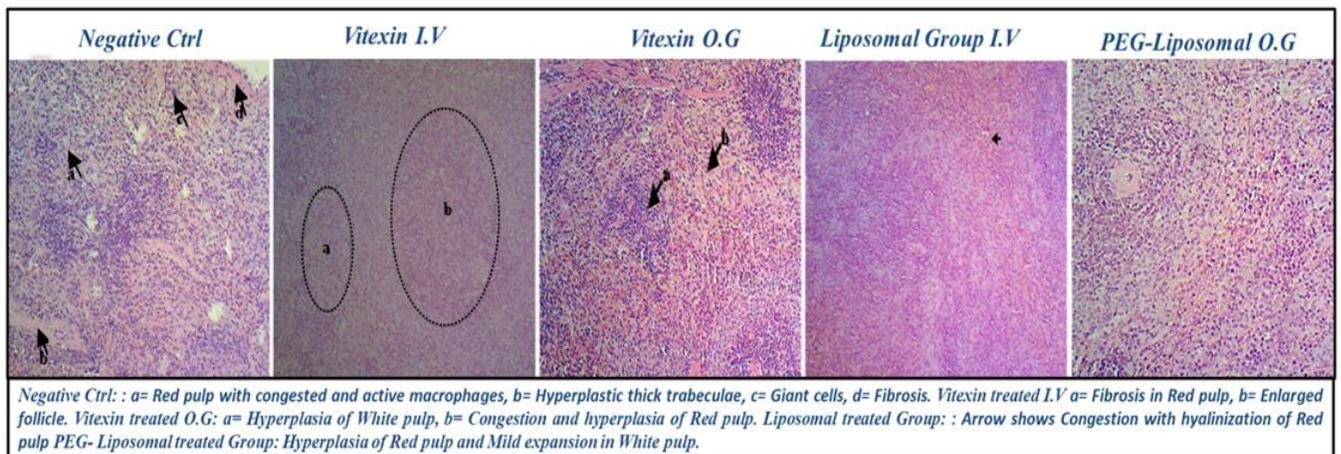 Negative Ctrl Vitexin I.V Vitexin O.G Liposomal Group I.V PEG-Liposomal O.G
c d
a
b
a b
b
a
Negative Ctrl: : a= Red pulp with congested and active macrophages, b= Hyperplastic thick trabeculae, c= Giant cells, d= Fibrosis. Vitexin treated I.V a= Fibrosis in Red pulp, b= Enlarged
follicle. Vitexin treated O.G: a= Hyperplasia of White pulp, b= Congestion and hyperplasia of Red pulp. Liposomal treated Group: : Arrow shows Congestion with hyalinization of Red
pulp PEG- Liposomal treated Group: Hyperplasia of Red pulp and Mild expansion in White pulp.